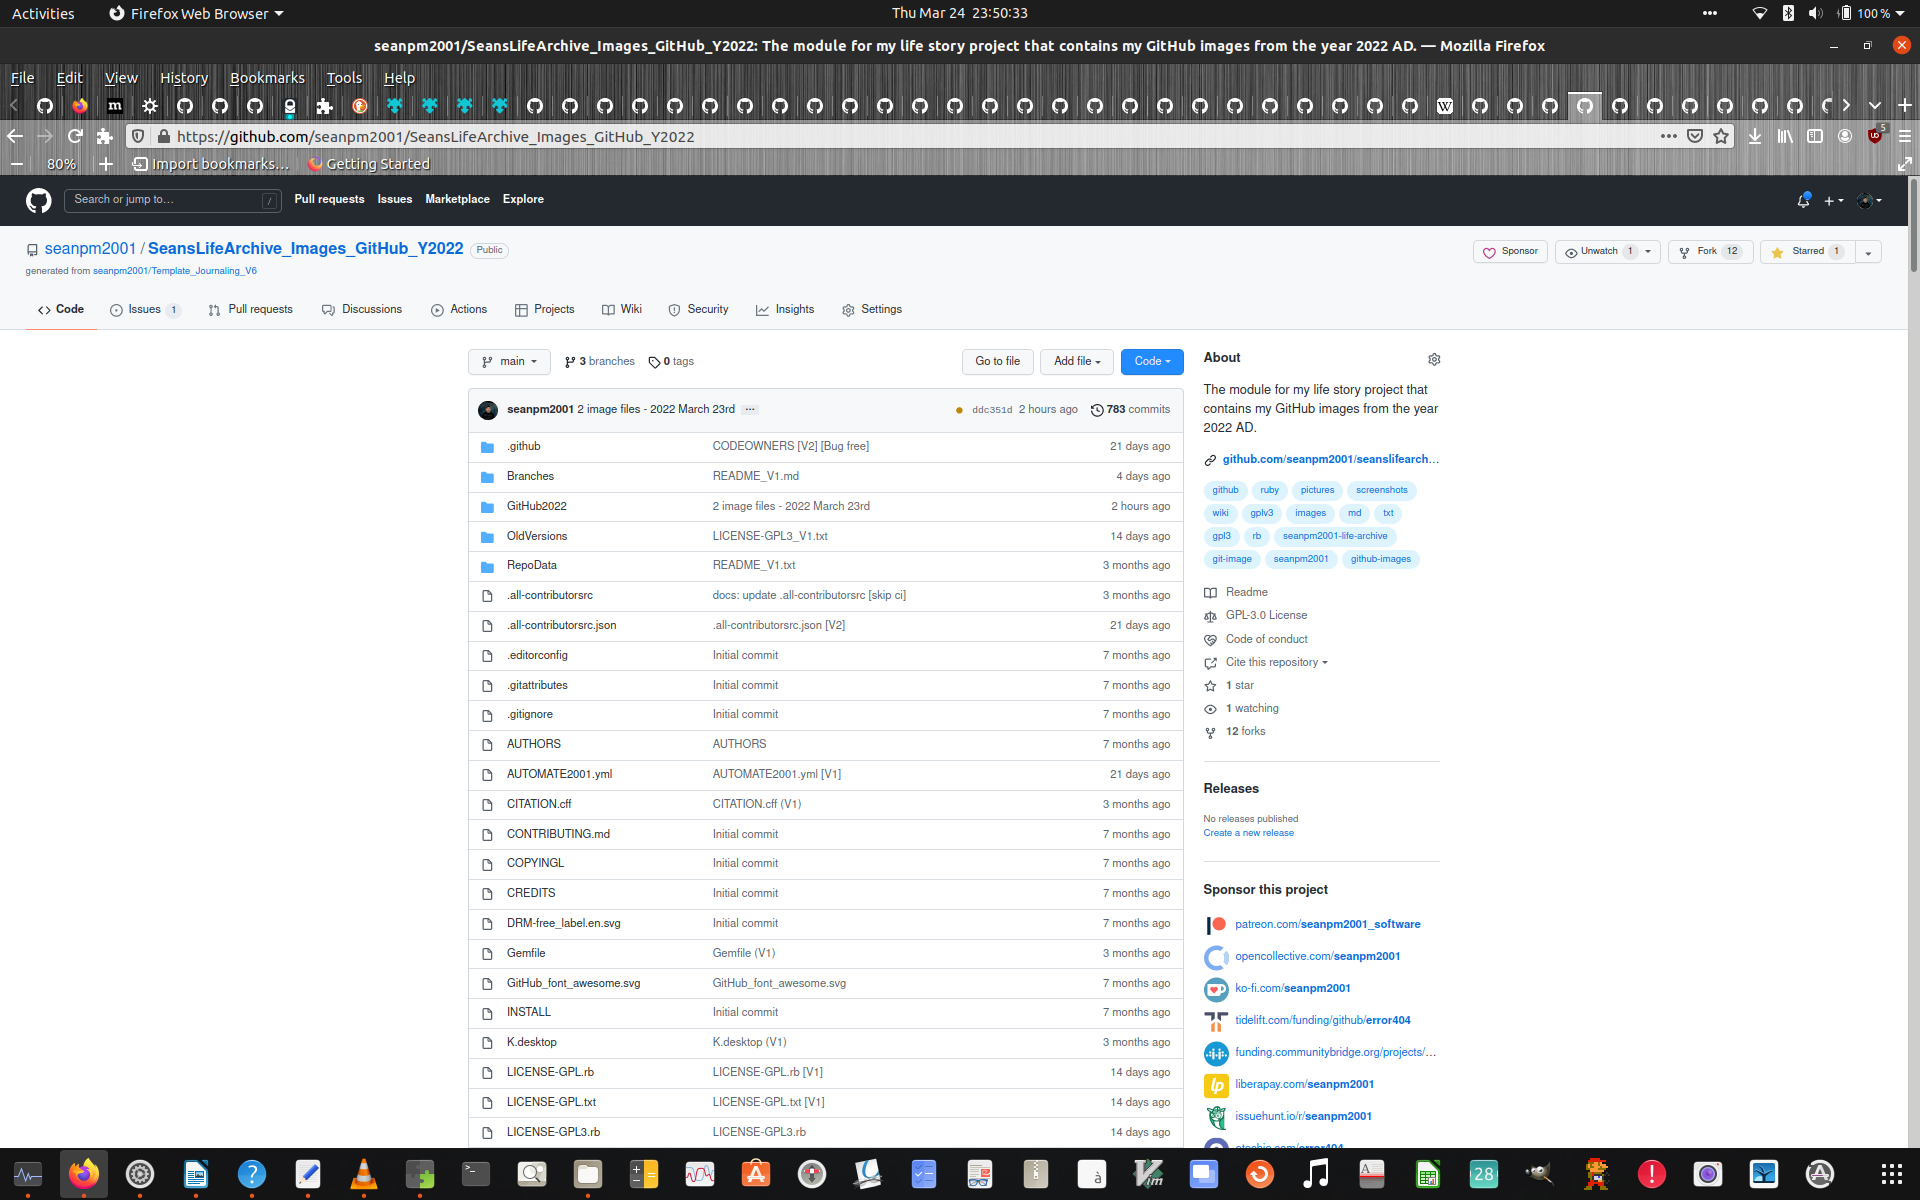 Activities Firefox Web Browser Thu Mar 24 23:50:33 100 %
seanpm2001/SeansLifeArchive_Images_GitHub_Y2022: The module for my life story project that contains my GitHub images from the year 2022 AD. — Mozilla Firefox
File Edit View History Bookmarks Tools Help
https://github.com/seanpm2001/SeansLifeArchive_Images_GitHub_Y2022 5
80% Import bookmarks... Getting Started
Search or jump to... / Pull requests Issues Marketplace Explore
seanpm2001 / SeansLifeArchive_Images_GitHub_Y2022 Public
generated from seanpm2001/Template_Journaling_V6
Sponsor Unwatch 1 Fork 12 Starred 1
Code Issues 1 Pull requests Discussions Actions Projects Wiki Security Insights Settings
main 3 branches 0 tags Go to file Add file Code
seanpm2001 2 image files - 2022 March 23rd ... ddc351d 2 hours ago 783 commits
.github CODEOWNERS [V2] [Bug free] 21 days ago
Branches README_V1.md 4 days ago
GitHub2022 2 image files - 2022 March 23rd 2 hours ago
OldVersions LICENSE-GPL3_V1.txt 14 days ago
RepoData README_V1.txt 3 months ago
.all-contributorsrc docs: update .all-contributorsrc [skip ci] 3 months ago
.all-contributorsrc.json .all-contributorsrc.json [V2] 21 days ago
.editorconfig Initial commit 7 months ago
.gitattributes Initial commit 7 months ago
.gitignore Initial commit 7 months ago
AUTHORS AUTHORS 7 months ago
AUTOMATE2001.yml AUTOMATE2001.yml [V1] 21 days ago
CITATION.cff CITATION.cff (V1) 3 months ago
CONTRIBUTING.md Initial commit 7 months ago
COPYINGL Initial commit 7 months ago
CREDITS Initial commit 7 months ago
DRM-free_label.en.svg Initial commit 7 months ago
Gemfile Gemfile (V1) 3 months ago
GitHub_font_awesome.svg GitHub_font_awesome.svg 7 months ago
INSTALL Initial commit 7 months ago
K.desktop K.desktop (V1) 3 months ago
LICENSE-GPL.rb LICENSE-GPL.rb [V1] 14 days ago
LICENSE-GPL.txt LICENSE-GPL.txt [V1] 14 days ago
LICENSE-GPL3.rb LICENSE-GPL3.rb 14 days ago
About
The module for my life story project that
contains my GitHub images from the year
2022 AD.
github.com/seanpm2001/seanslifearch...
github ruby pictures screenshots
wiki gplv3 images md txt
gpl3 rb seanpm2001-life-archive
git-image seanpm2001 github-images
Readme
GPL-3.0 License
Code of conduct
Cite this repository
1 star
1 watching
12 forks
Releases
No releases published
Create a new release
Sponsor this project
patreon.com/seanpm2001_software
opencollective.com/seanpm2001
ko-fi.com/seanpm2001
tidelift.com/funding/github/error404
funding.communitybridge.org/projects/...
liberapay.com/seanpm2001
issuehunt.io/r/seanpm2001
28